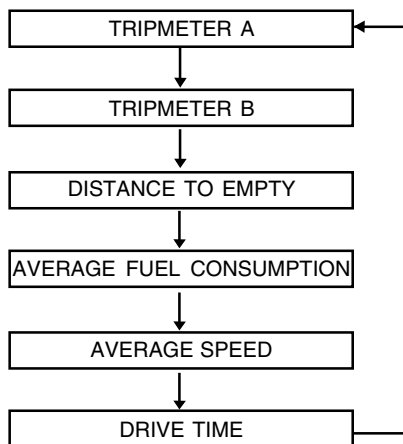 TRIPMETER A
TRIPMETER B
DISTANCE TO EMPTY
AVERAGE FUEL CONSUMPTION
AVERAGE SPEED
DRIVE TIME